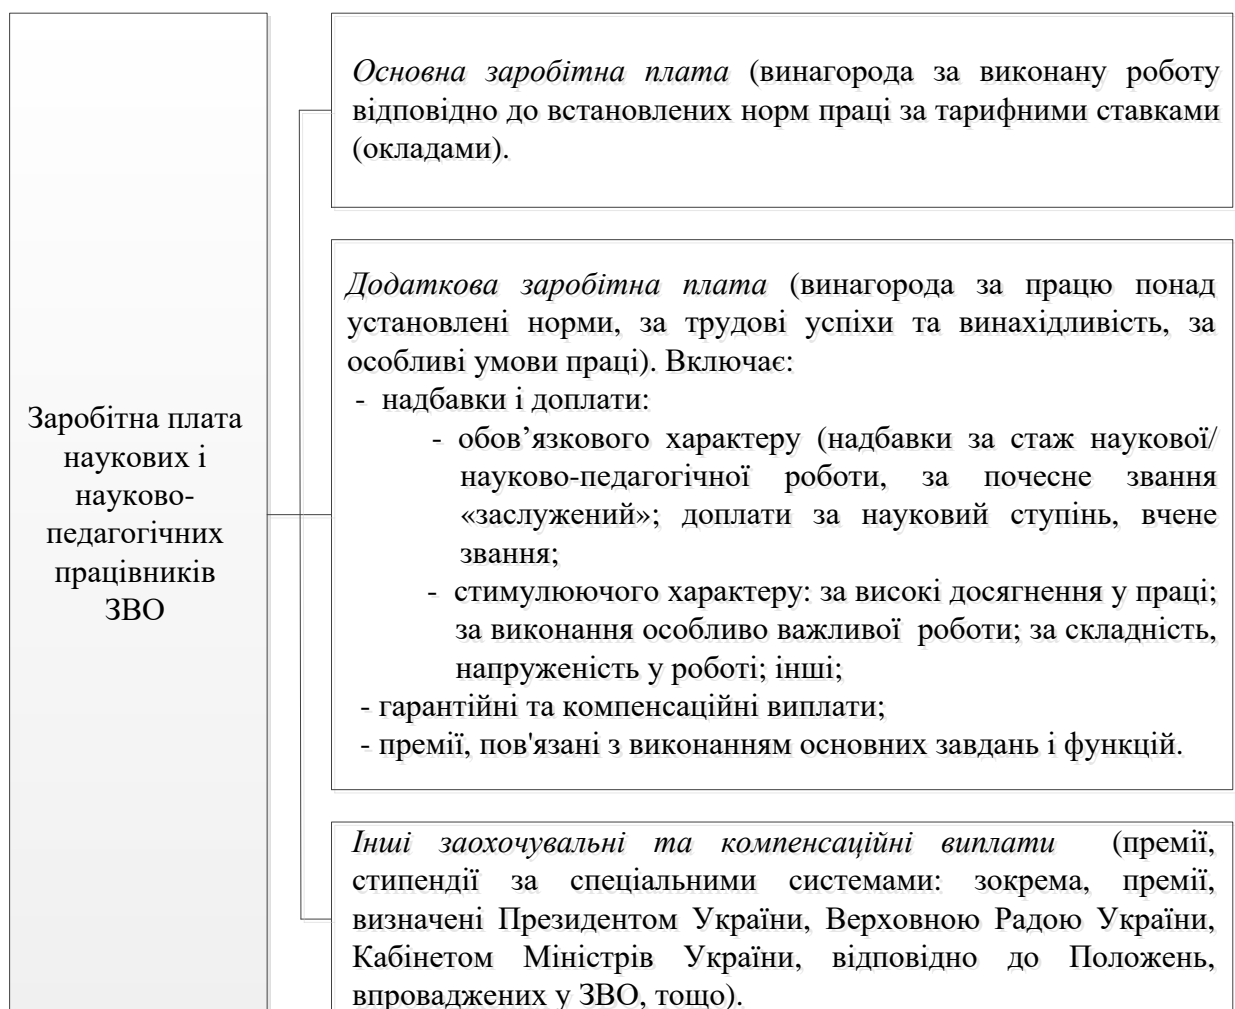 Заробітна плата
наукових і
науково-
педагогічних
працівників
ЗВО
Основна заробітна плата (винагорода за виконану роботу
відповідно до встановлених норм праці за тарифними ставками
(окладами).
Додаткова заробітна плата (винагорода за працю понад
установлені норми, за трудові успіхи та винахідливість, за
особливі умови праці). Включає:
- надбавки і доплати:
- обов’язкового характеру (надбавки за стаж наукової/
науково-педагогічної роботи, за почесне звання
«заслужений»; доплати за науковий ступінь, вчене
звання;
- стимулюючого характеру: за високі досягнення у праці;
за виконання особливо важливої роботи; за складність,
напруженість у роботі; інші;
- гарантійні та компенсаційні виплати;
- премії, пов'язані з виконанням основних завдань і функцій.
Інші заохочувальні та компенсаційні виплати (премії,
стипендії за спеціальними системами: зокрема, премії,
визначені Президентом України, Верховною Радою України,
Кабінетом Міністрів України, відповідно до Положень,
впроваджених у ЗВО, тощо).